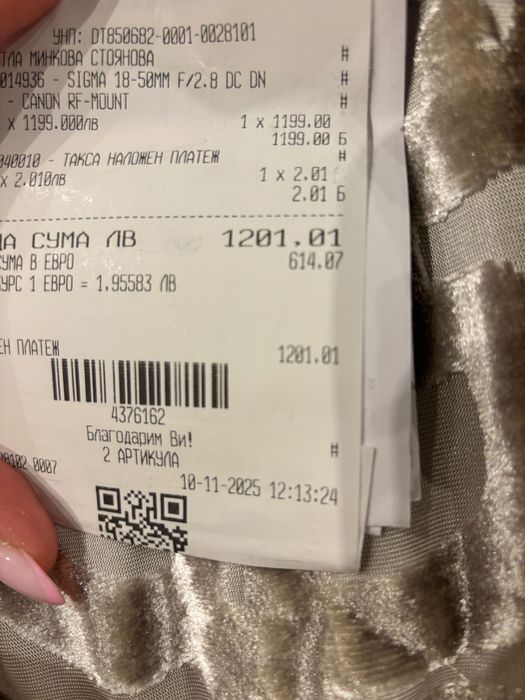 УНП: DT850682-0001-0028101
ТЛА МИНКОВА СТОЯНОВА #
014936 - SIGMA 18-50MM F/2.8 DC DN #
- CANON RF-MOUNT #
x 1199.000ЛВ 1 x 1199.00
1199.00 Б
040010 - ТАКСА НАЛОЖЕН ПЛАТЕЖ #
x 2.010ЛВ 1 x 2.01
2.01 Б
А СУМА ЛВ 1201.01
УМА В ЕВРО 614.07
УРС 1 ЕВРО = 1.95583 ЛВ
ЕН ПЛАТЕЖ 1201.01
4376162
Благодарим Ви!
2 АРТИКУЛА #
28102 0007
10-11-2025 12:13:24